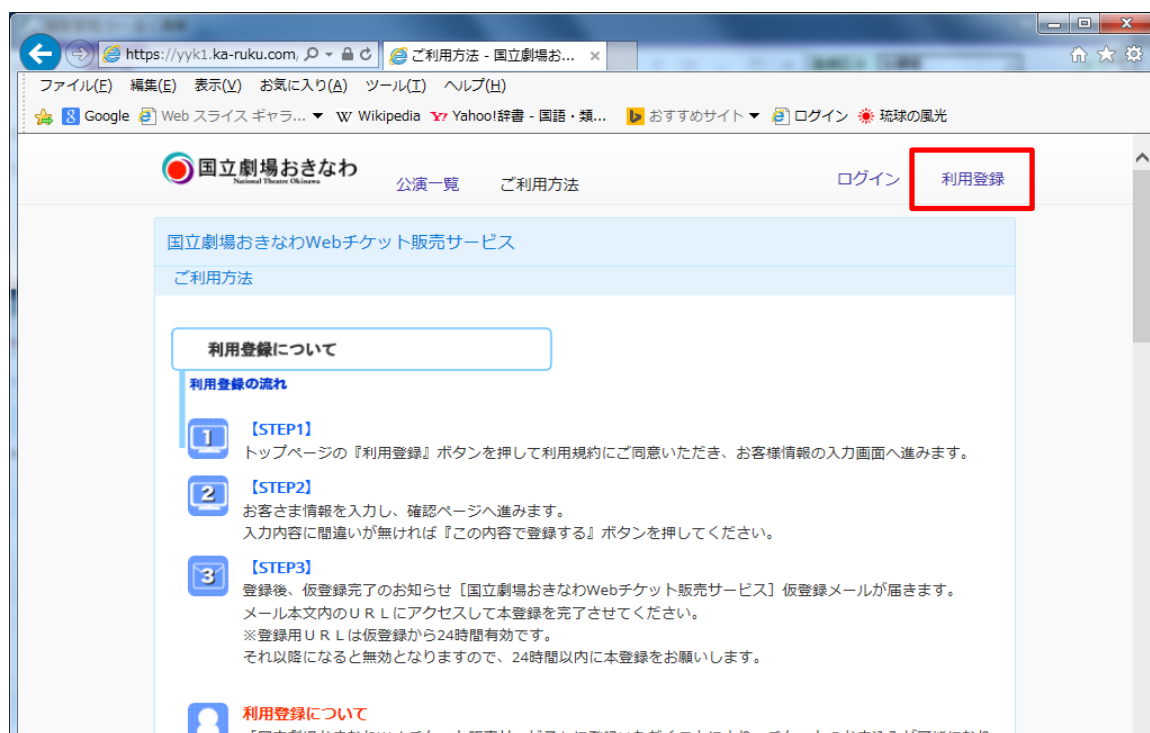 https://yyk1.ka-ruku.com,
ご利用方法 - 国立劇場お...
ファイル(F) 編集(E) 表示(V) お気に入り(A) ツール(T) ヘルプ(H)
Google Web スライス ギャラ... W Wikipedia Yahoo!辞書 - 国語・類... おすすめサイト ログイン 琉球の風光
国立劇場おきなわ
National Theatre Okinawa
公演一覧 ご利用方法 ログイン 利用登録
国立劇場おきなわWebチケット販売サービス
ご利用方法
利用登録について
利用登録の流れ
1 【STEP1】
トップページの『利用登録』ボタンを押して利用規約にご同意いただき、お客様情報の入力画面へ進みます。
2 【STEP2】
お客さま情報を入力し、確認ページへ進みます。
入力内容に間違いが無ければ『この内容で登録する』ボタンを押してください。
3 【STEP3】
登録後、仮登録完了のお知らせ［国立劇場おきなわWebチケット販売サービス］仮登録メールが届きます。
メール本文内のＵＲＬにアクセスして本登録を完了させてください。
※登録用ＵＲＬは仮登録から24時間有効です。
それ以降になると無効となりますので、24時間以内に本登録をお願いします。
利用登録について